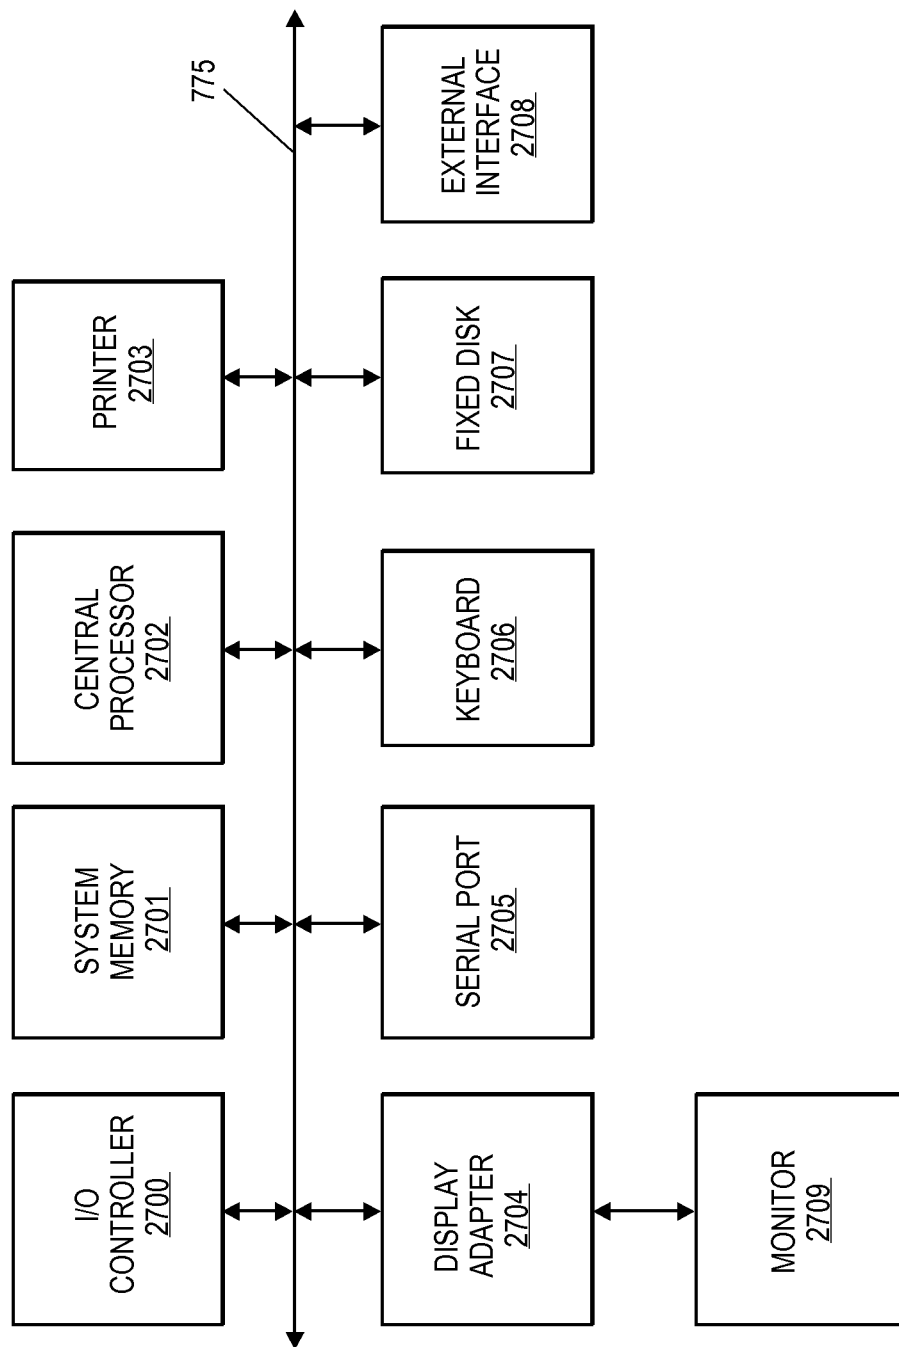 I/O
CONTROLLER
2700
SYSTEM
MEMORY
2701
CENTRAL
PROCESSOR
2702
PRINTER
2703
775
DISPLAY
ADAPTER
2704
SERIAL PORT
2705
KEYBOARD
2706
FIXED DISK
2707
EXTERNAL
INTERFACE
2708
MONITOR
2709